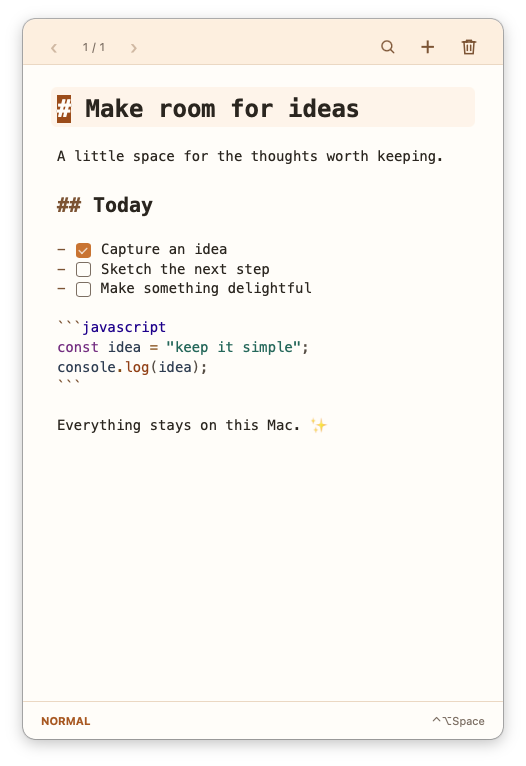 1 / 1
# Make room for ideas
A little space for the thoughts worth keeping.
## Today
– Capture an idea
– Sketch the next step
– Make something delightful
```javascript
const idea = "keep it simple";
console.log(idea);
```
Everything stays on this Mac. ✨
NORMAL
⌃⌥Space